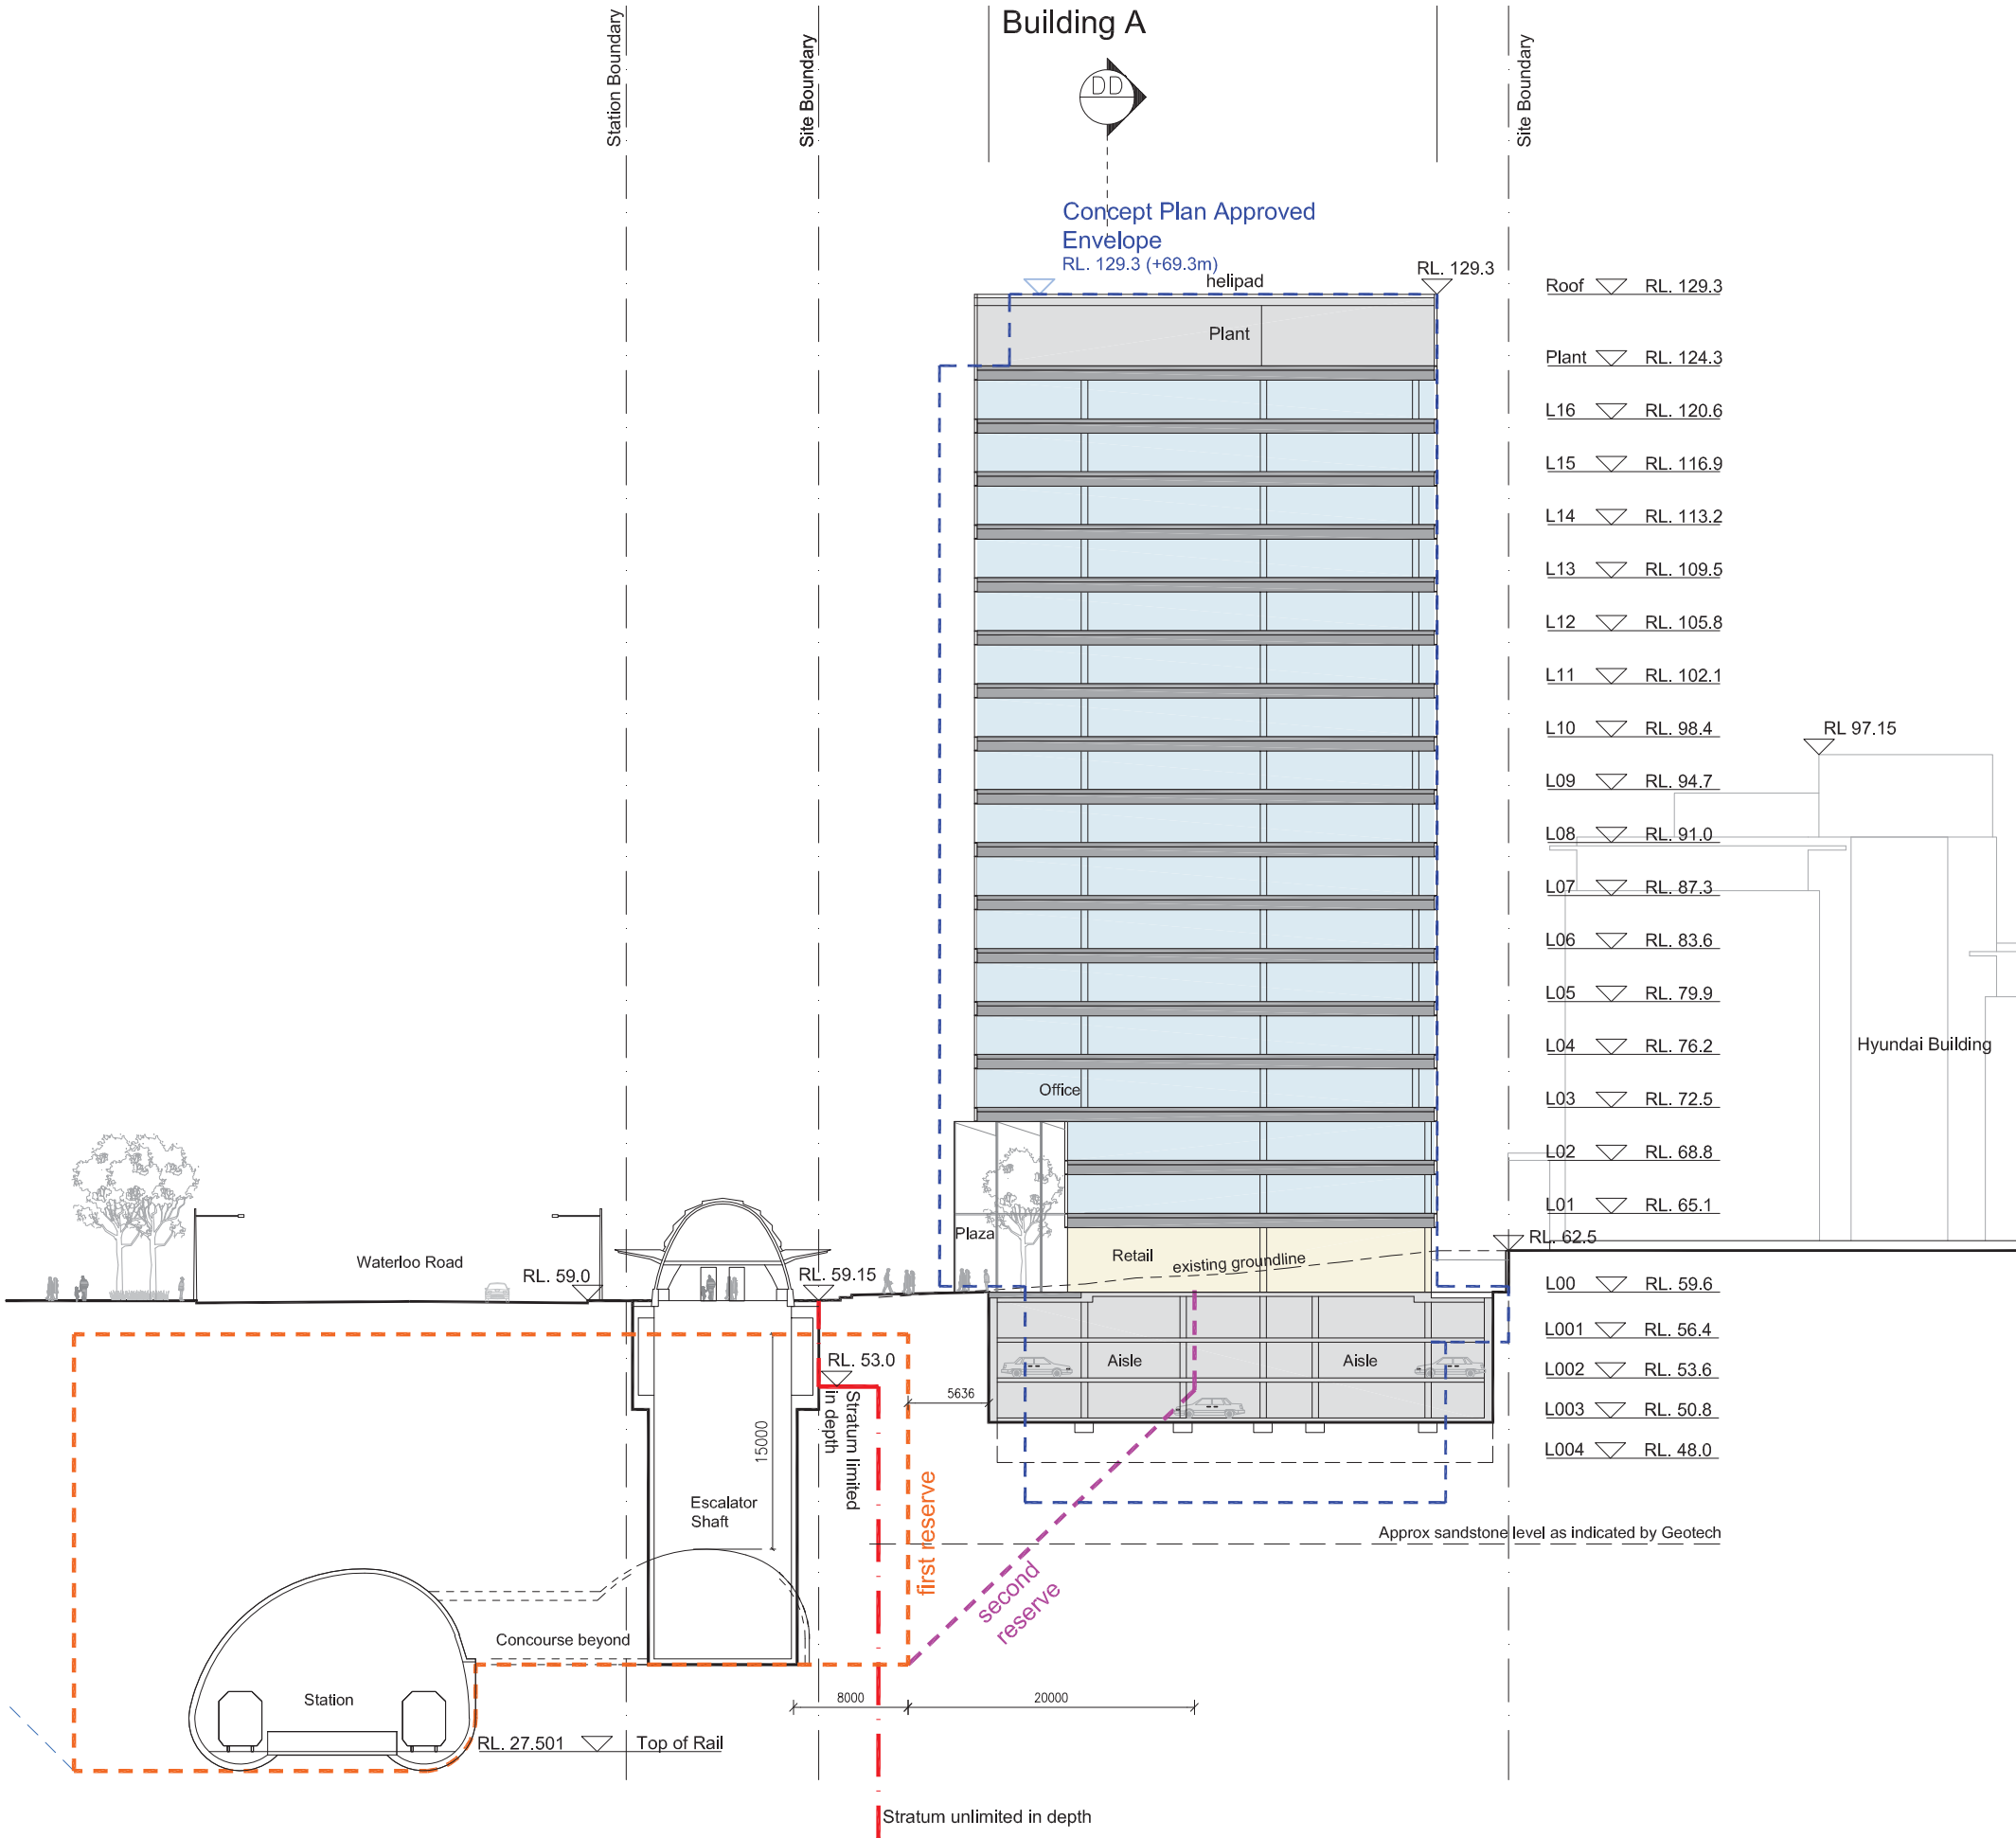 Building A
Station Boundary
Site Boundary
Site Boundary
DD
Concept Plan Approved
Envelope
RL. 129.3 (+69.3m)
helipad
RL. 129.3
Roof RL. 129.3
Plant
Plant RL. 124.3
L16 RL. 120.6
L15 RL. 116.9
L14 RL. 113.2
L13 RL. 109.5
L12 RL. 105.8
L11 RL. 102.1
L10 RL. 98.4
RL 97.15
L09 RL. 94.7
L08 RL. 91.0
L07 RL. 87.3
L06 RL. 83.6
L05 RL. 79.9
L04 RL. 76.2
Hyundai Building
Office
L03 RL. 72.5
L02 RL. 68.8
L01 RL. 65.1
Plaza
RL. 62.5
Retail
existing groundline
Waterloo Road
RL. 59.0
RL. 59.15
L00 RL. 59.6
L001 RL. 56.4
RL. 53.0
Aisle
Aisle
L002 RL. 53.6
5636
L003 RL. 50.8
L004 RL. 48.0
15000
Stratum limited
in depth
first reserve
Escalator
Shaft
Approx sandstone level as indicated by Geotech
second
reserve
Concourse beyond
Station
8000
20000
RL. 27.501 Top of Rail
Stratum unlimited in depth